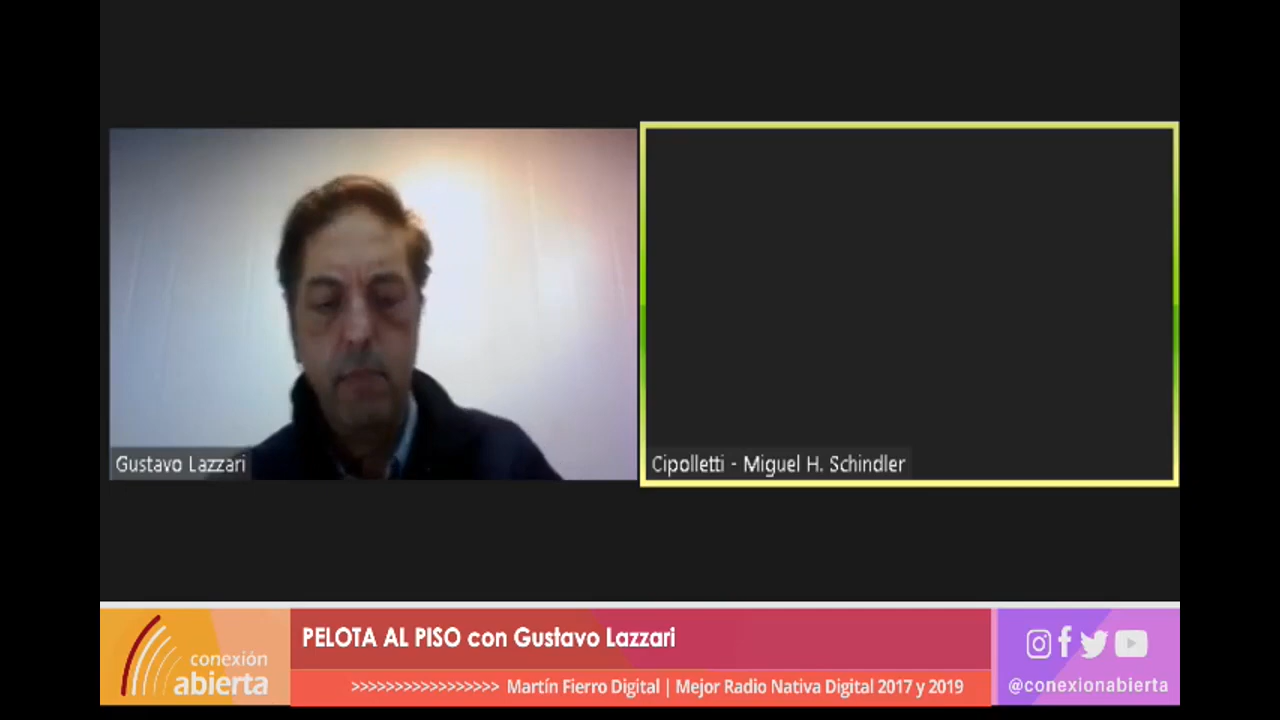 Gustavo Lazzari
Cipolletti - Miguel H. Schindler
conexión
abierta
PELOTA AL PISO con Gustavo Lazzari
>>>>>>>>>>>>>>>>> Martín Fierro Digital | Mejor Radio Nativa Digital 2017 y 2019
@conexionabierta